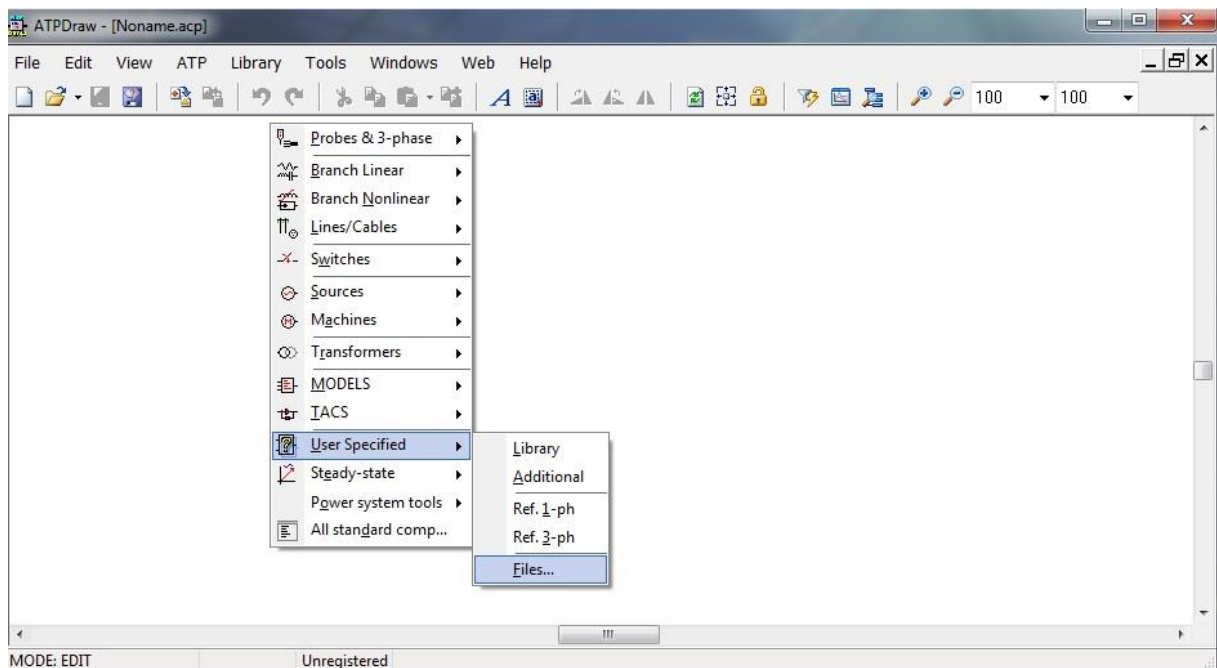 ATPDraw - [Noname.acp]
File Edit View ATP Library Tools Windows Web Help
100 100
Probes & 3-phase
Branch Linear
Branch Nonlinear
Lines/Cables
Switches
Sources
Machines
Transformers
MODELS
TACS
User Specified
Steady-state
Power system tools
All standard comp...
Library
Additional
Ref. 1-ph
Ref. 3-ph
Files...
MODE: EDIT Unregistered